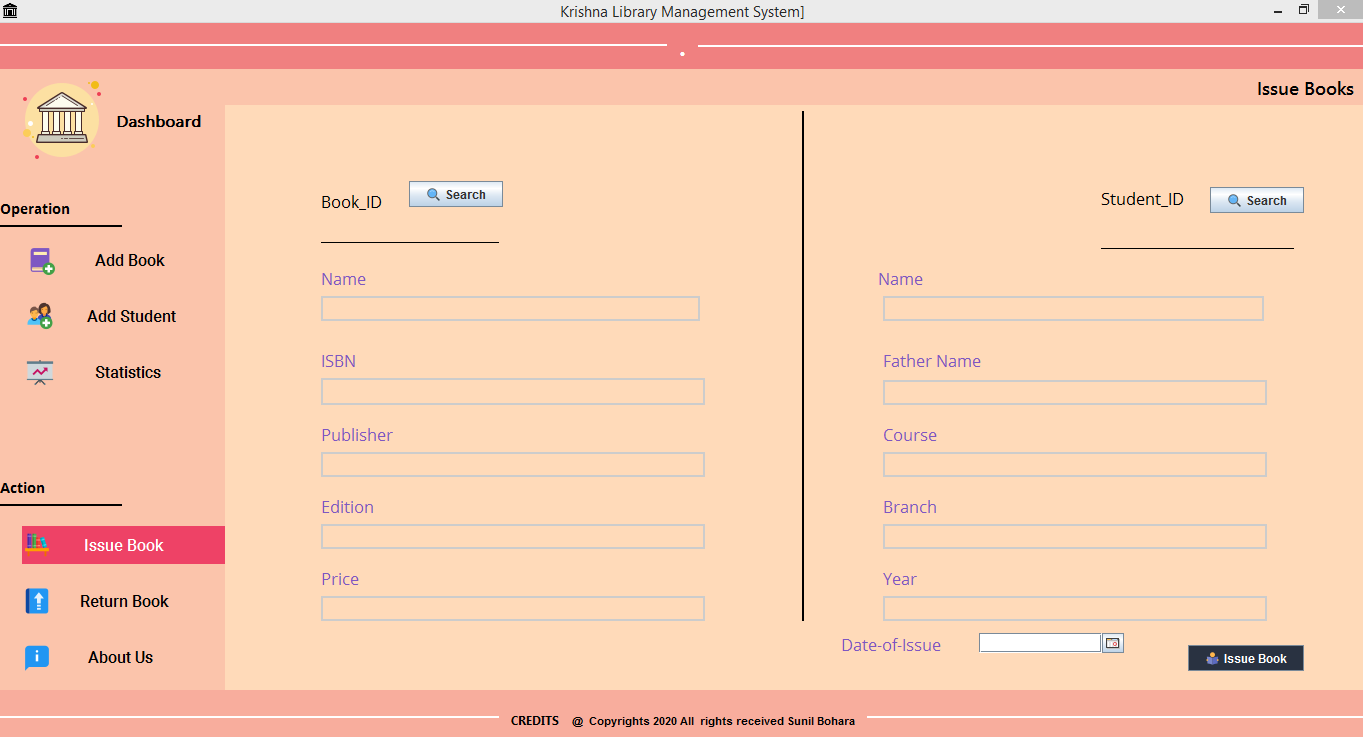 Krishna Library Management System]
Issue Books
Dashboard
Operation
Add Book
Add Student
Statistics
Action
Issue Book
Return Book
About Us
Book_ID
Search
Name
ISBN
Publisher
Edition
Price
Student_ID
Search
Name
Father Name
Course
Branch
Year
Date-of-Issue
Issue Book
CREDITS @ Copyrights 2020 All rights received Sunil Bohara